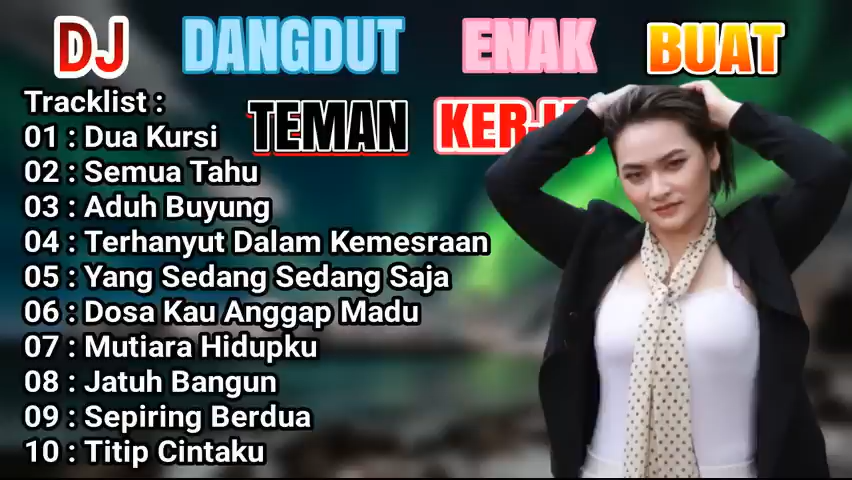 DJ DANGDUT ENAK BUAT
TEMAN KERJA
Tracklist :
01 : Dua Kursi
02 : Semua Tahu
03 : Aduh Buyung
04 : Terhanyut Dalam Kemesraan
05 : Yang Sedang Sedang Saja
06 : Dosa Kau Anggap Madu
07 : Mutiara Hidupku
08 : Jatuh Bangun
09 : Sepiring Berdua
10 : Titip Cintaku